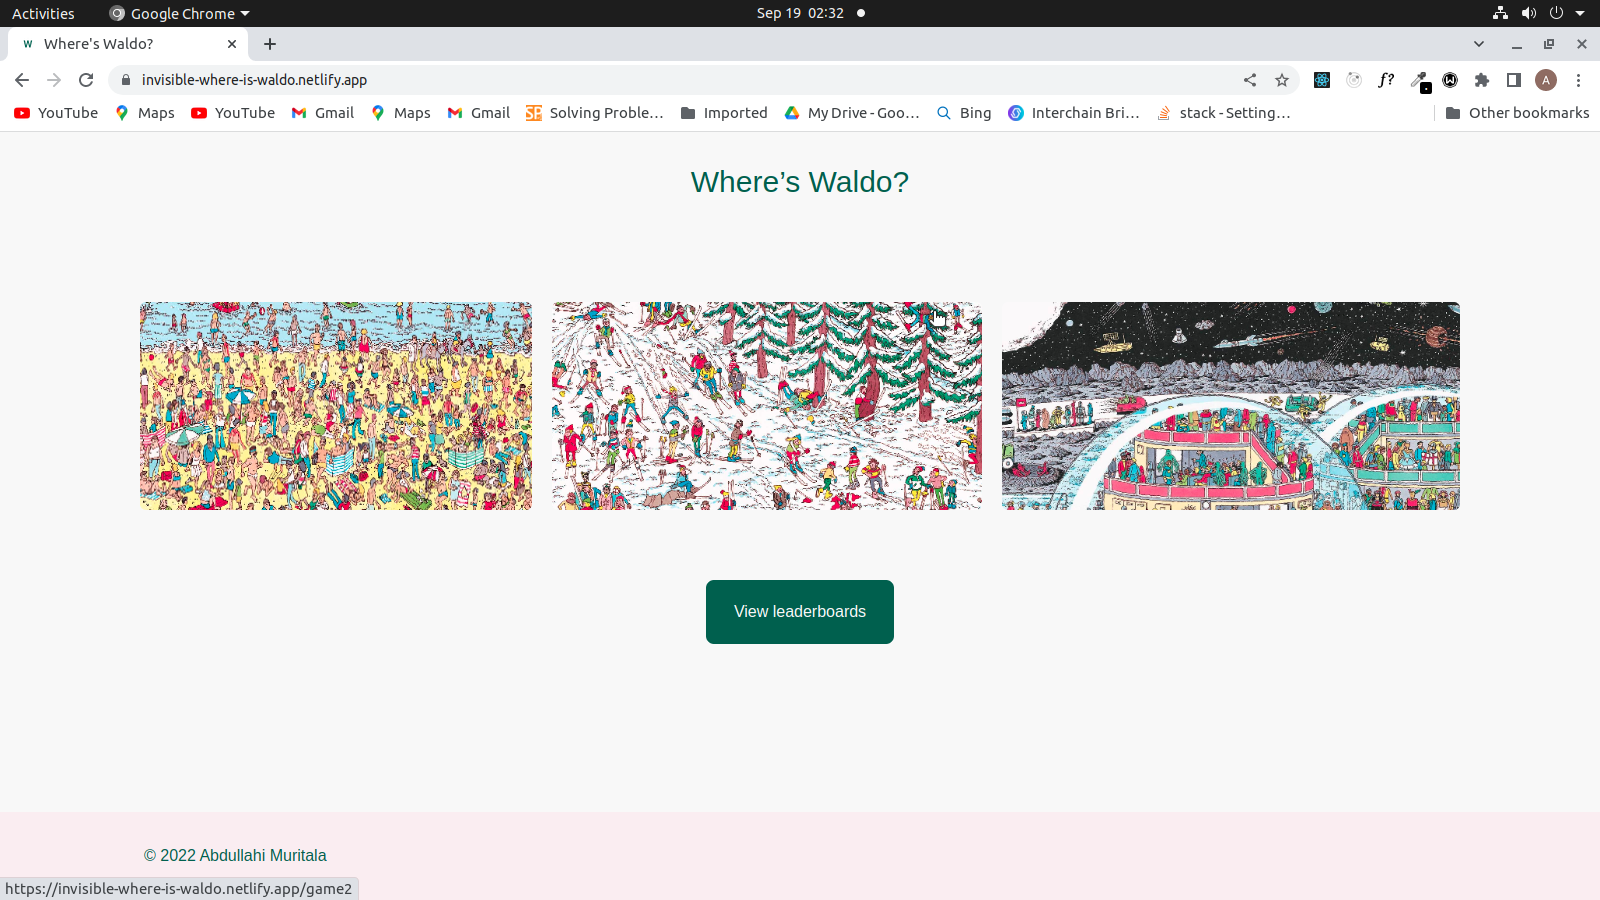 Activities
Google Chrome
Sep 19 02:32
W Where's Waldo?
invisible-where-is-waldo.netlify.app
f?
A
YouTube
Maps
YouTube
Gmail
Maps
Gmail
Solving Proble…
Imported
My Drive - Goo…
Bing
Interchain Bri…
stack - Setting…
Other bookmarks
Where’s Waldo?
View leaderboards
© 2022 Abdullahi Muritala
https://invisible-where-is-waldo.netlify.app/game2